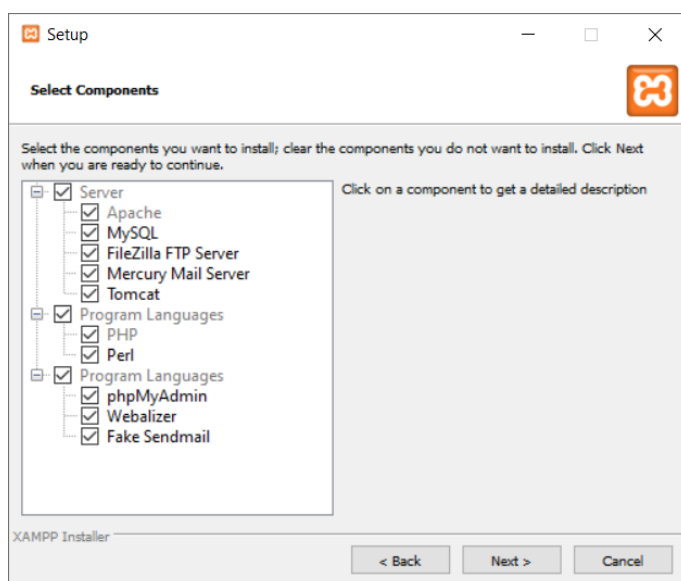 Setup
Select Components
Select the components you want to install; clear the components you do not want to install. Click Next
when you are ready to continue.
Server
Apache
MySQL
FileZilla FTP Server
Mercury Mail Server
Tomcat
Program Languages
PHP
Perl
Program Languages
phpMyAdmin
Webalizer
Fake Sendmail
Click on a component to get a detailed description
XAMPP Installer
< Back
Next >
Cancel